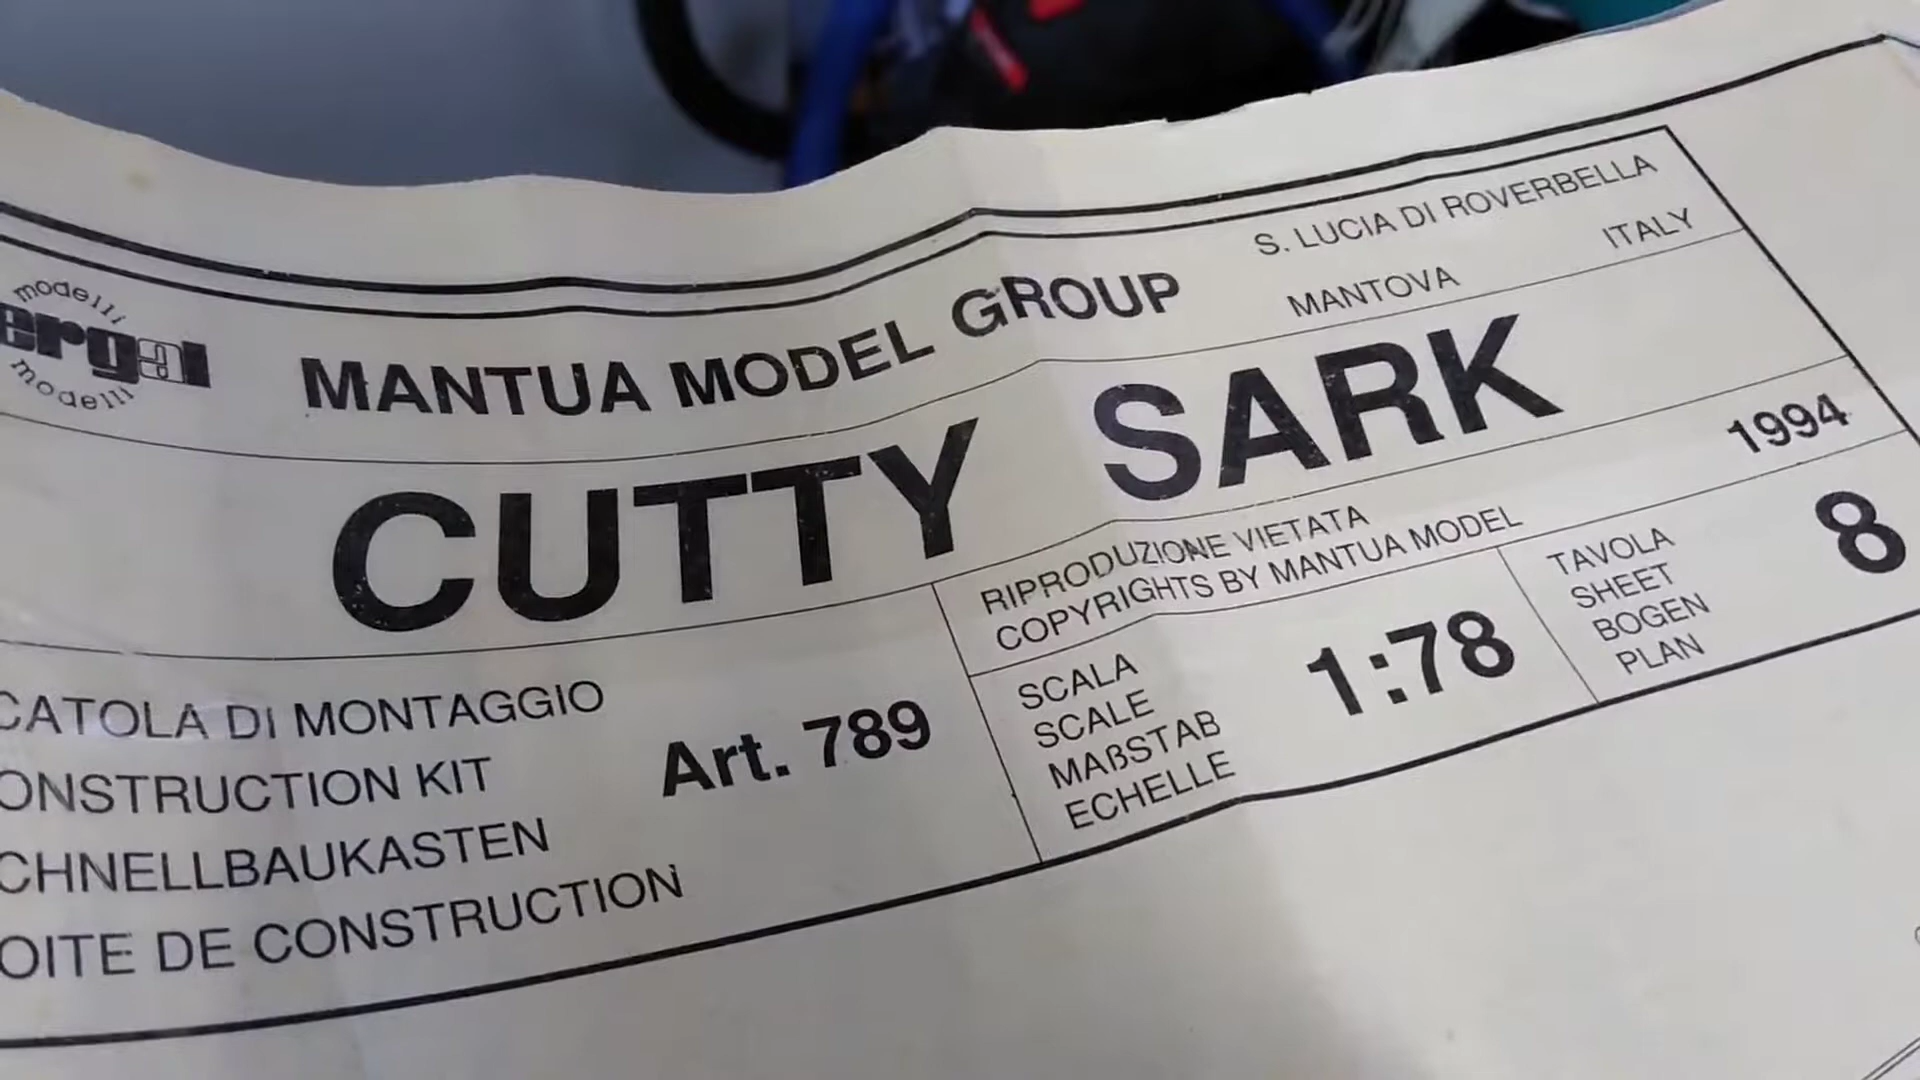 modelli
ergal
modelli
MANTUA MODEL GROUP
S. LUCIA DI ROVERBELLA
MANTOVA ITALY
CUTTY SARK
RIPRODUZIONE VIETATA
COPYRIGHTS BY MANTUA MODEL
1994
CATOLA DI MONTAGGIO
ONSTRUCTION KIT
CHNELLBAUKASTEN
OITE DE CONSTRUCTION
Art. 789
SCALA
SCALE
MAßSTAB
ECHELLE
1:78
TAVOLA
SHEET
BOGEN
PLAN
8